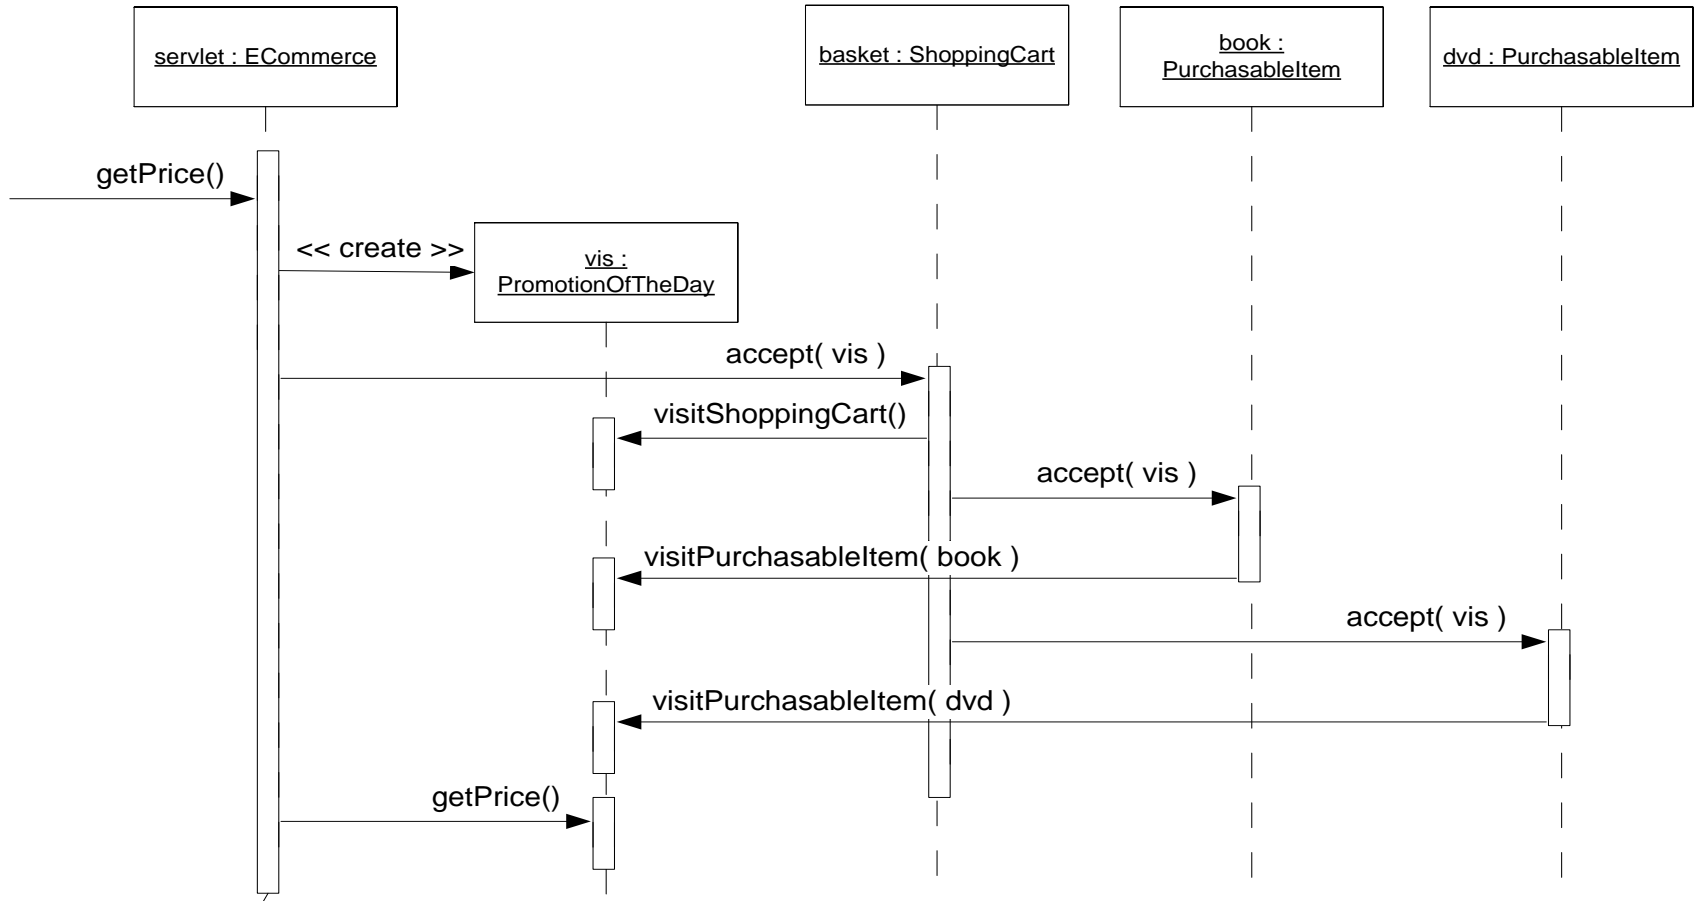 servlet : ECommerce
basket : ShoppingCart
book :
PurchasableItem
dvd : PurchasableItem
getPrice()
<< create >>
vis :
PromotionOfTheDay
accept( vis )
visitShoppingCart()
accept( vis )
visitPurchasableItem( book )
accept( vis )
visitPurchasableItem( dvd )
getPrice()